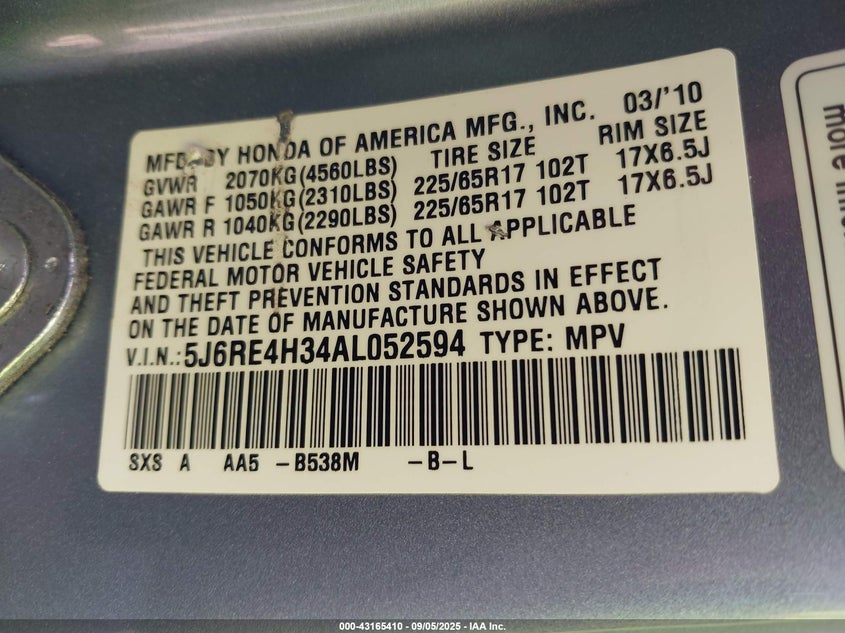 MFD. BY HONDA OF AMERICA MFG., INC. 03/'10
GVWR 2070KG(4560LBS) TIRE SIZE RIM SIZE
GAWR F 1050KG(2310LBS) 225/65R17 102T 17X6.5J
GAWR R 1040KG(2290LBS) 225/65R17 102T 17X6.5J
THIS VEHICLE CONFORMS TO ALL APPLICABLE
FEDERAL MOTOR VEHICLE SAFETY
AND THEFT PREVENTION STANDARDS IN EFFECT
ON THE DATE OF MANUFACTURE SHOWN ABOVE.
V.I.N.:5J6RE4H34AL052594 TYPE: MPV
SXS A AA5 -B538M -B-L
more
000-43165410 - 09/05/2025 - IAA Inc.